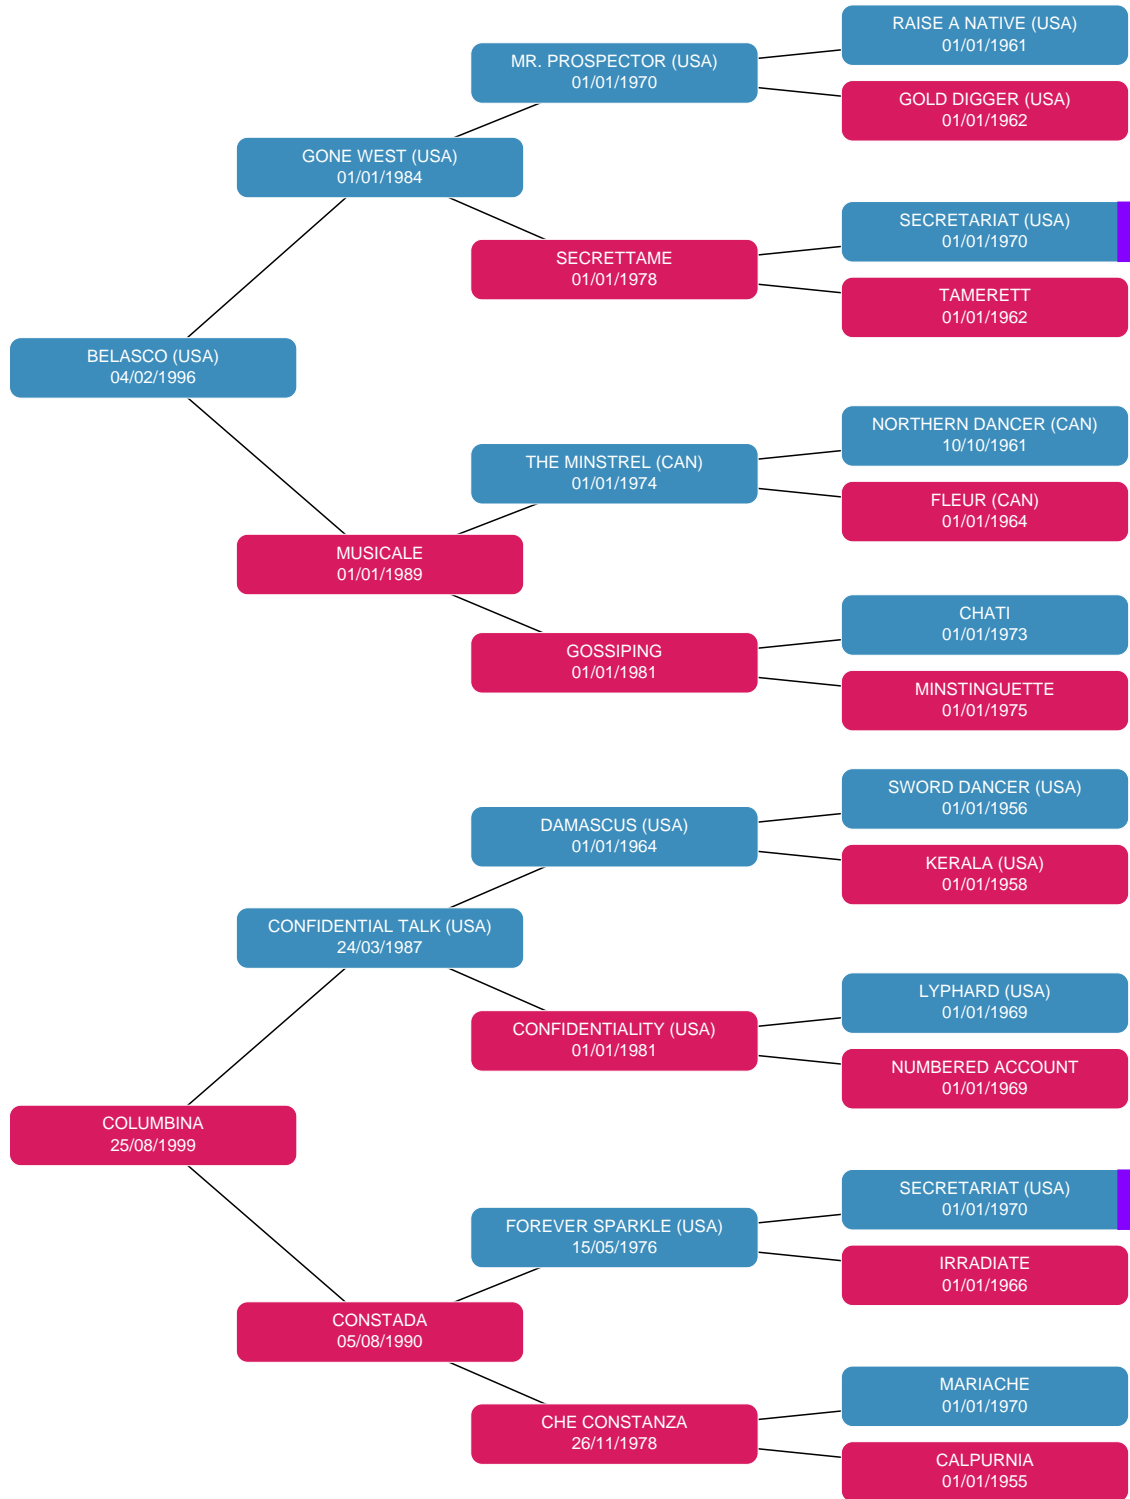 RAISE A NATIVE (USA)
01/01/1961
MR. PROSPECTOR (USA)
01/01/1970
GOLD DIGGER (USA)
01/01/1962
GONE WEST (USA)
01/01/1984
SECRETARIAT (USA)
01/01/1970
SECRETTAME
01/01/1978
TAMERETT
01/01/1962
BELASCO (USA)
04/02/1996
NORTHERN DANCER (CAN)
10/10/1961
THE MINSTREL (CAN)
01/01/1974
FLEUR (CAN)
01/01/1964
MUSICALE
01/01/1989
CHATI
01/01/1973
GOSSIPING
01/01/1981
MINSTINGUETTE
01/01/1975
SWORD DANCER (USA)
01/01/1956
DAMASCUS (USA)
01/01/1964
KERALA (USA)
01/01/1958
CONFIDENTIAL TALK (USA)
24/03/1987
LYPHARD (USA)
01/01/1969
CONFIDENTIALITY (USA)
01/01/1981
NUMBERED ACCOUNT
01/01/1969
COLUMBINA
25/08/1999
SECRETARIAT (USA)
01/01/1970
FOREVER SPARKLE (USA)
15/05/1976
IRRADIATE
01/01/1966
CONSTADA
05/08/1990
MARIACHE
01/01/1970
CHE CONSTANZA
26/11/1978
CALPURNIA
01/01/1955